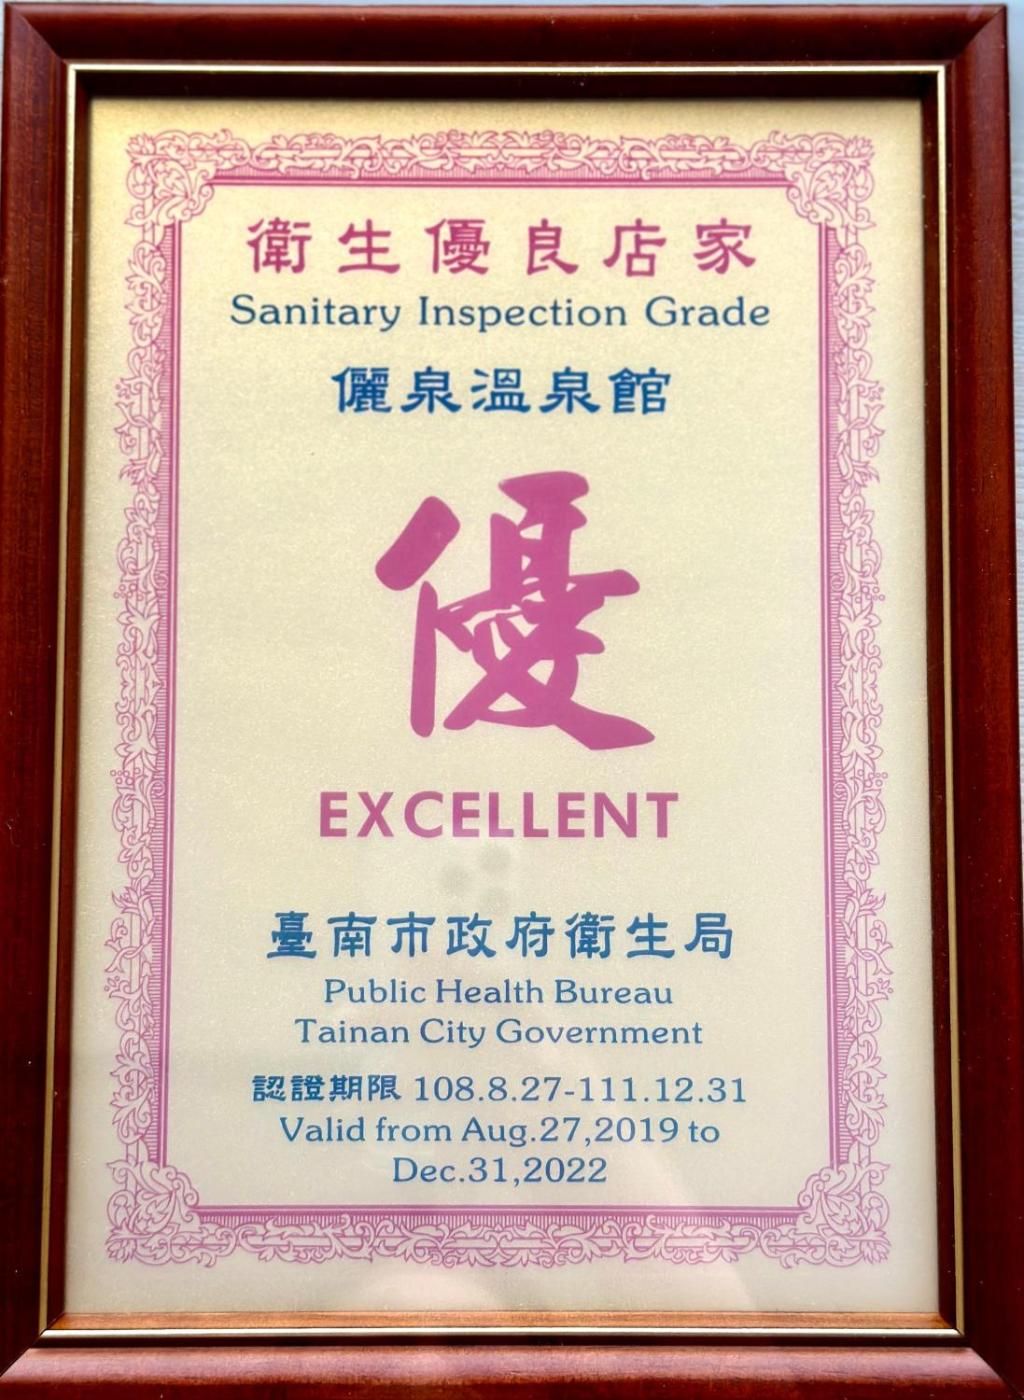 衛生優良店家
Sanitary Inspection Grade
儷泉溫泉館
優
EXCELLENT
臺南市政府衛生局
Public Health Bureau
Tainan City Government
認證期限 108.8.27-111.12.31
Valid from Aug.27,2019 to
Dec.31,2022